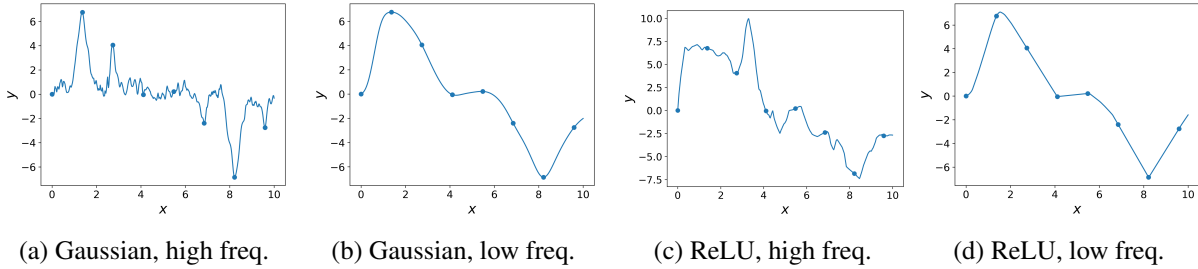 6
4
2
0
−2
−4
−6
y
0 2 4 6 8 10
x
(a) Gaussian, high freq.
6
4
2
0
−2
−4
−6
y
0 2 4 6 8 10
x
(b) Gaussian, low freq.
10.0
7.5
5.0
2.5
0.0
−2.5
−5.0
−7.5
y
0 2 4 6 8 10
x
(c) ReLU, high freq.
6
4
2
0
−2
−4
−6
y
0 2 4 6 8 10
x
(d) ReLU, low freq.